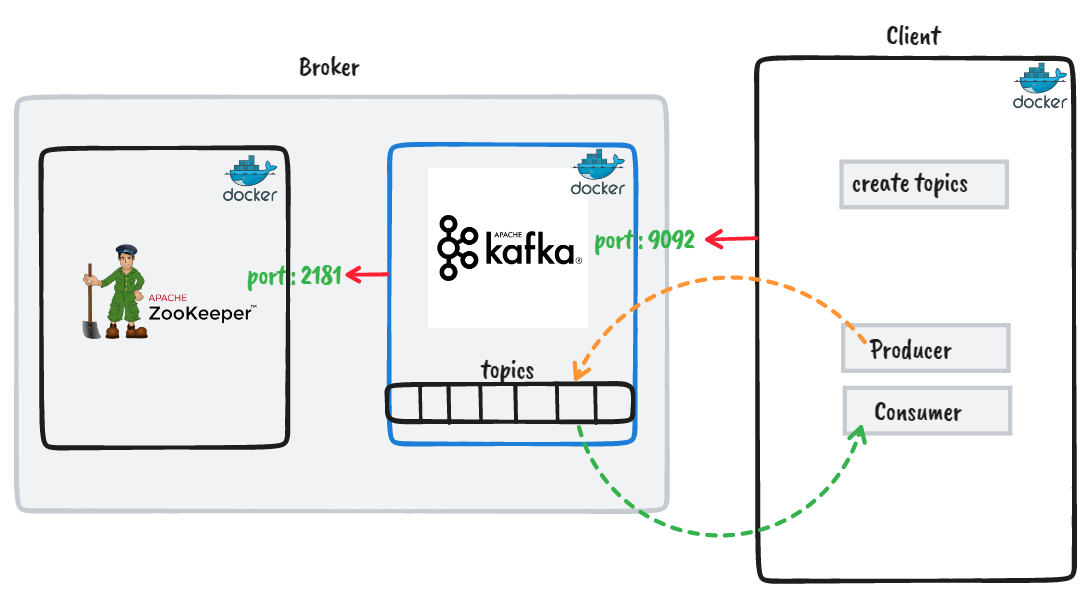 Client
Broker
docker
docker
docker
create topics
APACHE
kafka®
port : 9092
port : 2181
APACHE
ZooKeeper™
topics
Producer
Consumer